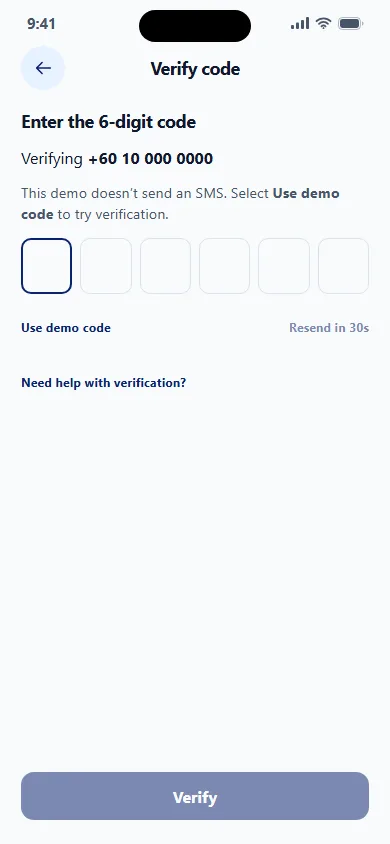 9:41
Verify code
Enter the 6-digit code
Verifying +60 10 000 0000
This demo doesn’t send an SMS. Select Use demo
code to try verification.
Use demo code
Resend in 30s
Need help with verification?
Verify